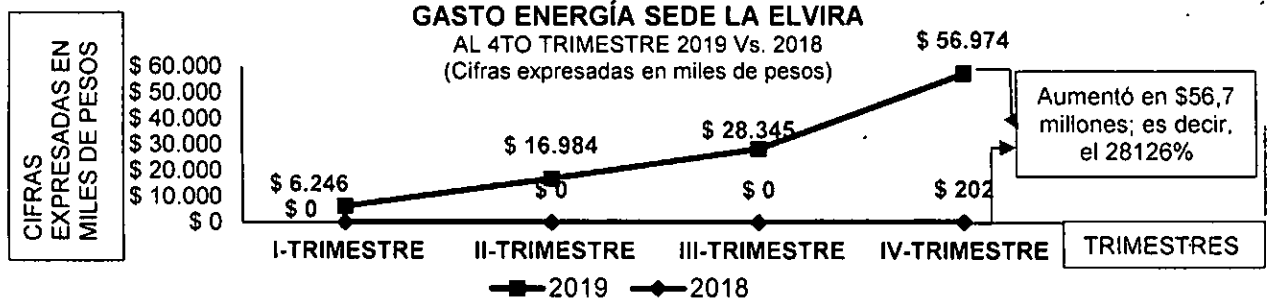 GASTO ENERGÍA SEDE LA ELVIRA
AL 4TO TRIMESTRE 2019 Vs. 2018
(Cifras expresadas en miles de pesos)
CIFRAS
EXPRESADAS EN
MILES DE PESOS
$ 60.000
$ 50.000
$ 40.000
$ 30.000
$ 20.000
$ 10.000
$ 0
$ 6.246
$ 16.984
$ 28.345
$ 56.974
$ 0
$ 0
$ 0
$ 202
Aumentó en $56,7
millones; es decir,
el 28126%
I-TRIMESTRE
II-TRIMESTRE
III-TRIMESTRE
IV-TRIMESTRE
TRIMESTRES
2019
2018